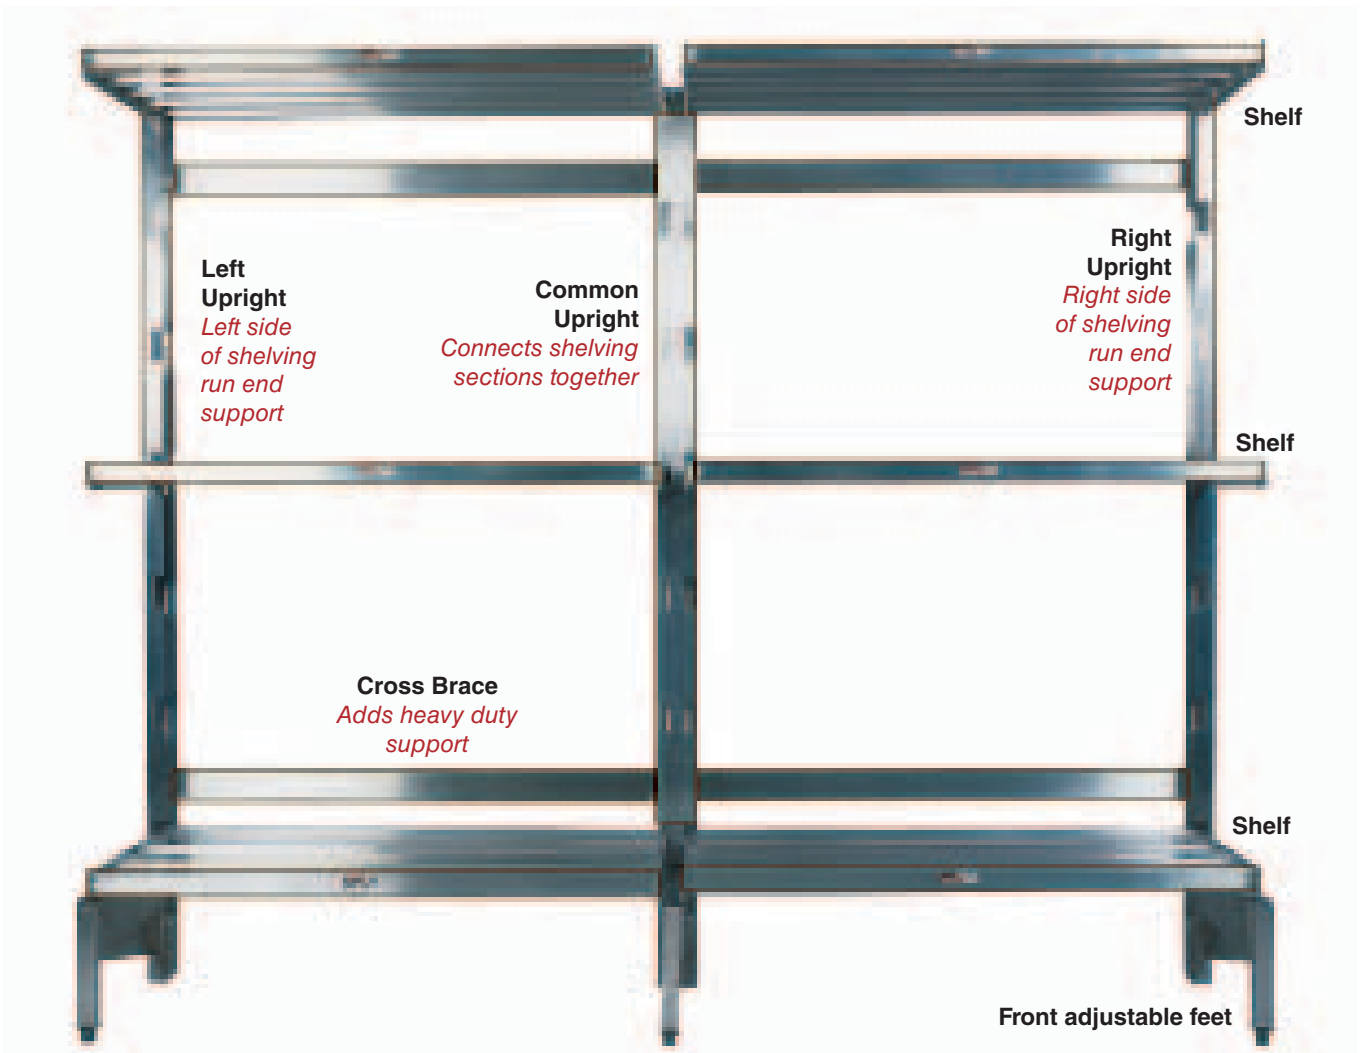 Shelf
Left
Upright
Left side
of shelving
run end
support
Common
Upright
Connects shelving
sections together
Right
Upright
Right side
of shelving
run end
support
Shelf
Cross Brace
Adds heavy duty
support
Shelf
Front adjustable feet